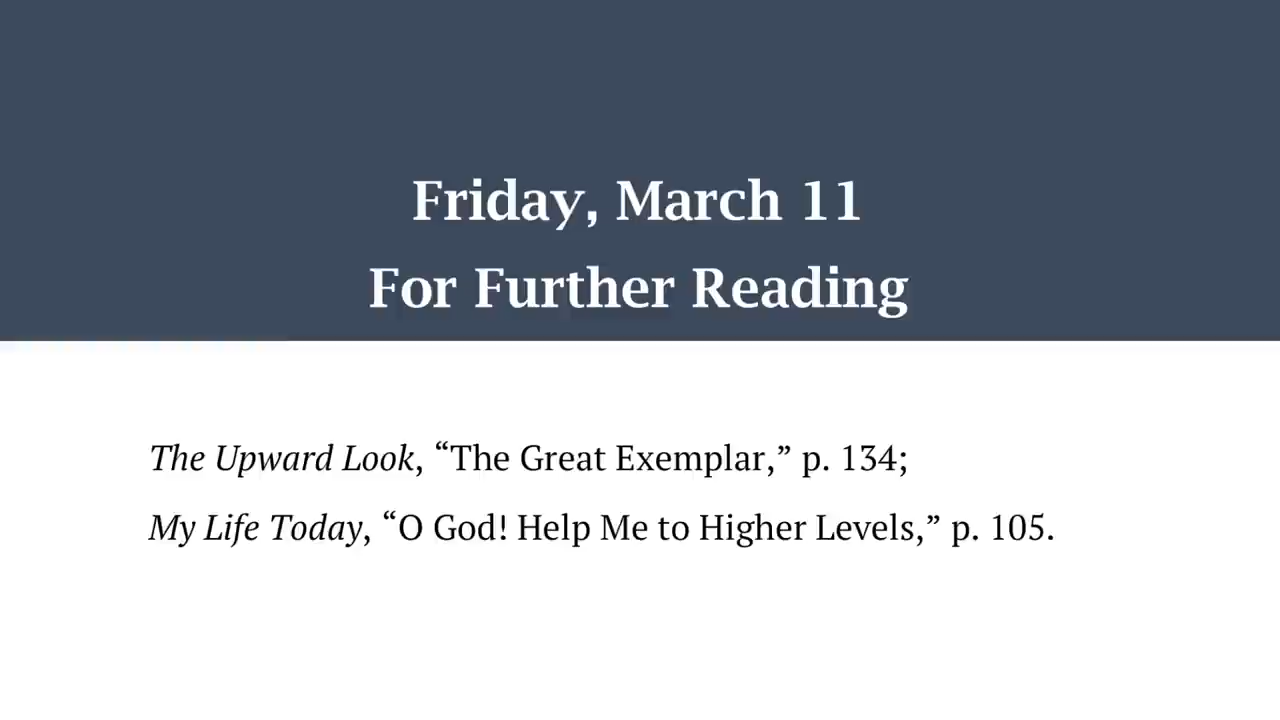 Friday, March 11
For Further Reading
The Upward Look, “The Great Exemplar,” p. 134;
My Life Today, “O God! Help Me to Higher Levels,” p. 105.